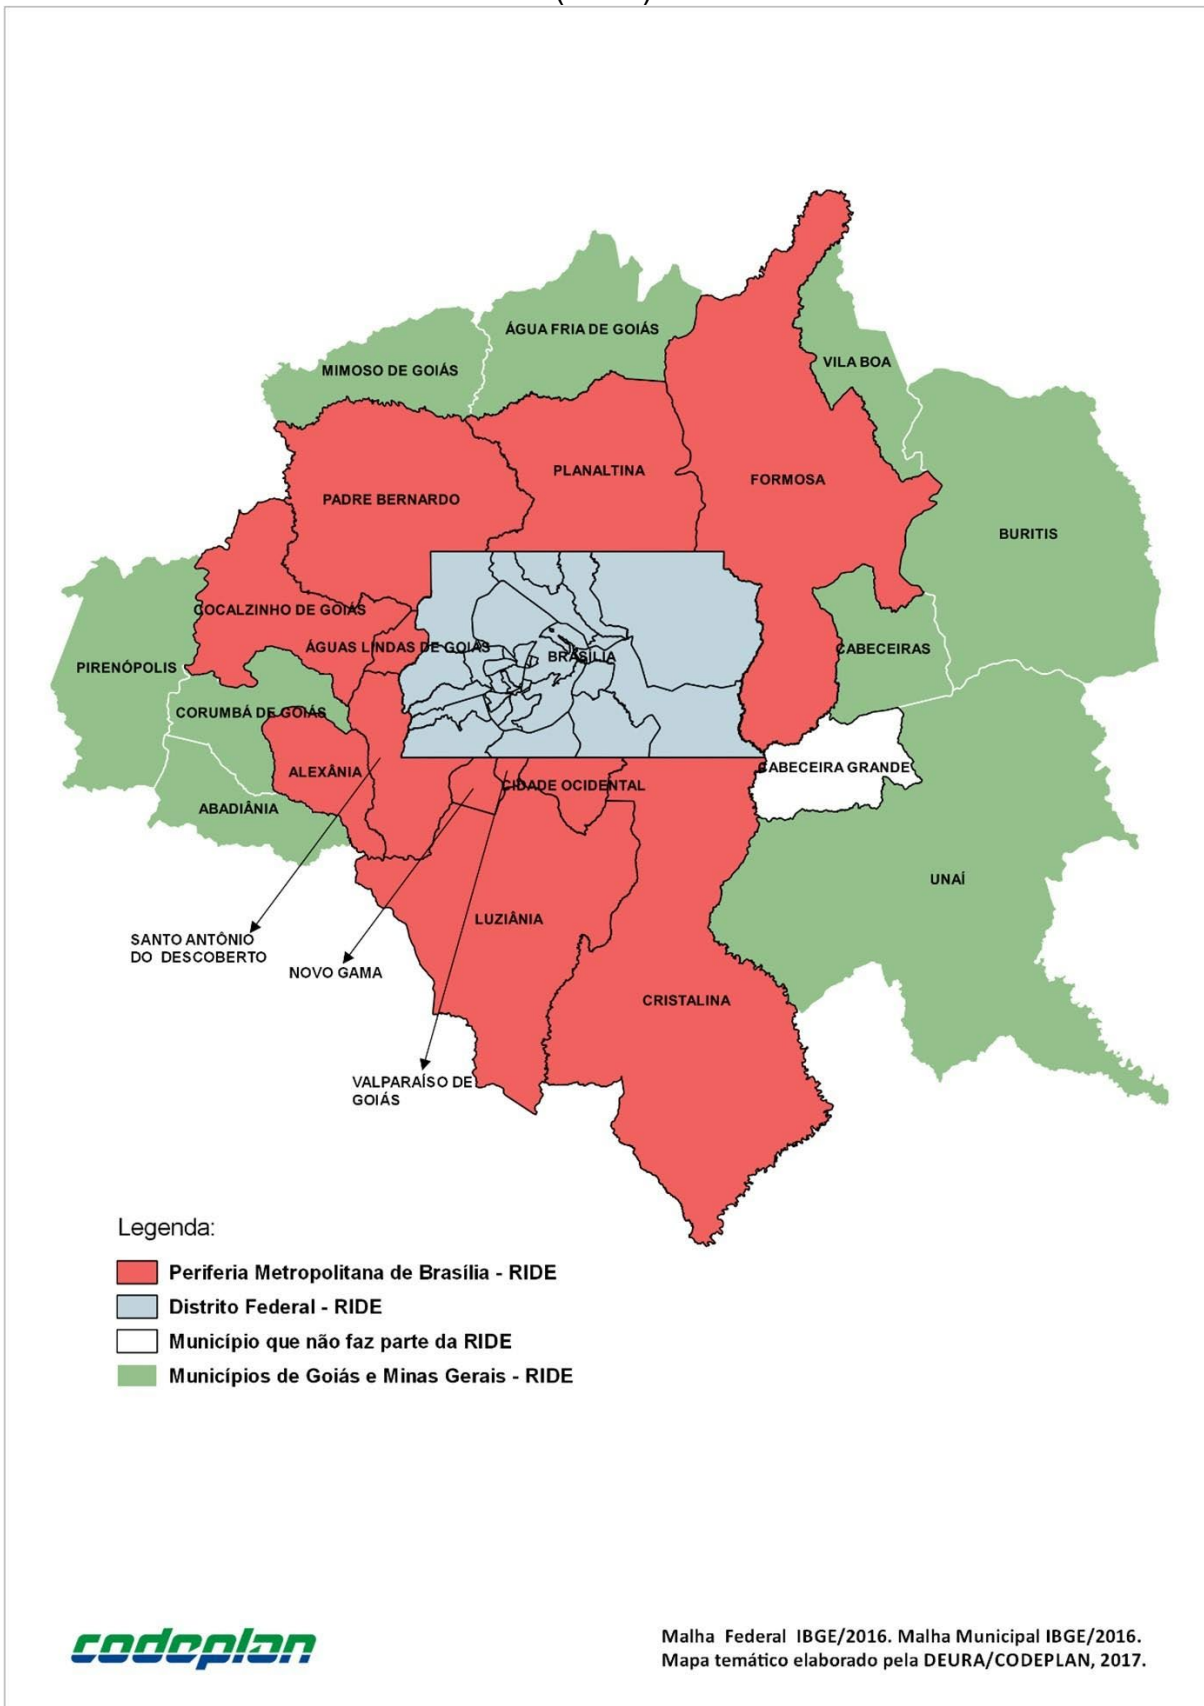 ÁGUA FRIA DE GOIÁS
MIMOSO DE GOIÁS
VILA BOA
PLANALTINA
FORMOSA
PADRE BERNARDO
BURITIS
COCALZINHO DE GOIÁS
ÁGUAS LINDAS DE GOIÁS
BRASÍLIA
CABECEIRAS
PIRENÓPOLIS
CORUMBÁ DE GOIÁS
ALEXÂNIA
CABECEIRA GRANDE
CIDADE OCIDENTAL
ABADIÂNIA
UNAÍ
LUZIÂNIA
SANTO ANTÔNIO
DO DESCOBERTO
NOVO GAMA
CRISTALINA
VALPARAÍSO DE
GOIÁS
Legenda:
Periferia Metropolitana de Brasília - RIDE
Distrito Federal - RIDE
Município que não faz parte da RIDE
Municípios de Goiás e Minas Gerais - RIDE
codeplan
Malha Federal IBGE/2016. Malha Municipal IBGE/2016.
Mapa temático elaborado pela DEURA/CODEPLAN, 2017.